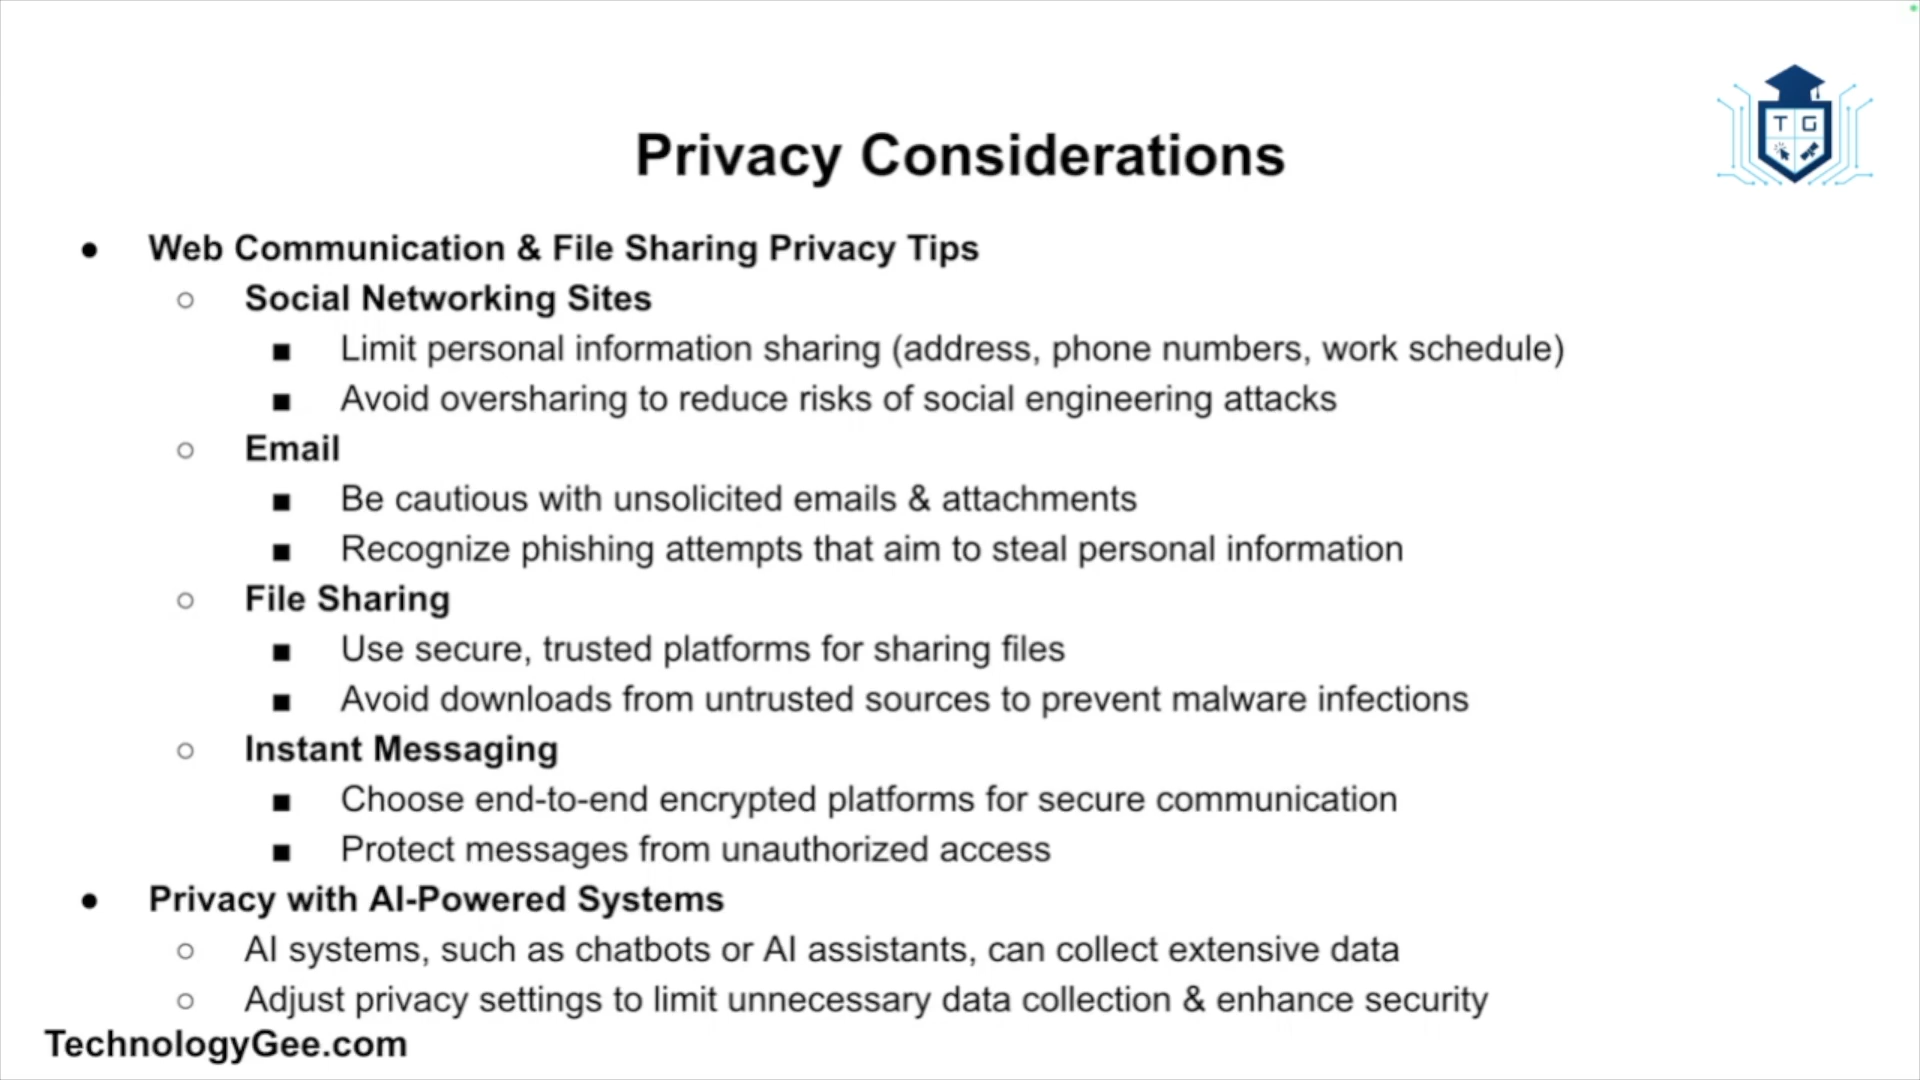 T G
Privacy Considerations
● Web Communication & File Sharing Privacy Tips
○ Social Networking Sites
■ Limit personal information sharing (address, phone numbers, work schedule)
■ Avoid oversharing to reduce risks of social engineering attacks
○ Email
■ Be cautious with unsolicited emails & attachments
■ Recognize phishing attempts that aim to steal personal information
○ File Sharing
■ Use secure, trusted platforms for sharing files
■ Avoid downloads from untrusted sources to prevent malware infections
○ Instant Messaging
■ Choose end-to-end encrypted platforms for secure communication
■ Protect messages from unauthorized access
● Privacy with AI-Powered Systems
○ AI systems, such as chatbots or AI assistants, can collect extensive data
○ Adjust privacy settings to limit unnecessary data collection & enhance security
TechnologyGee.com